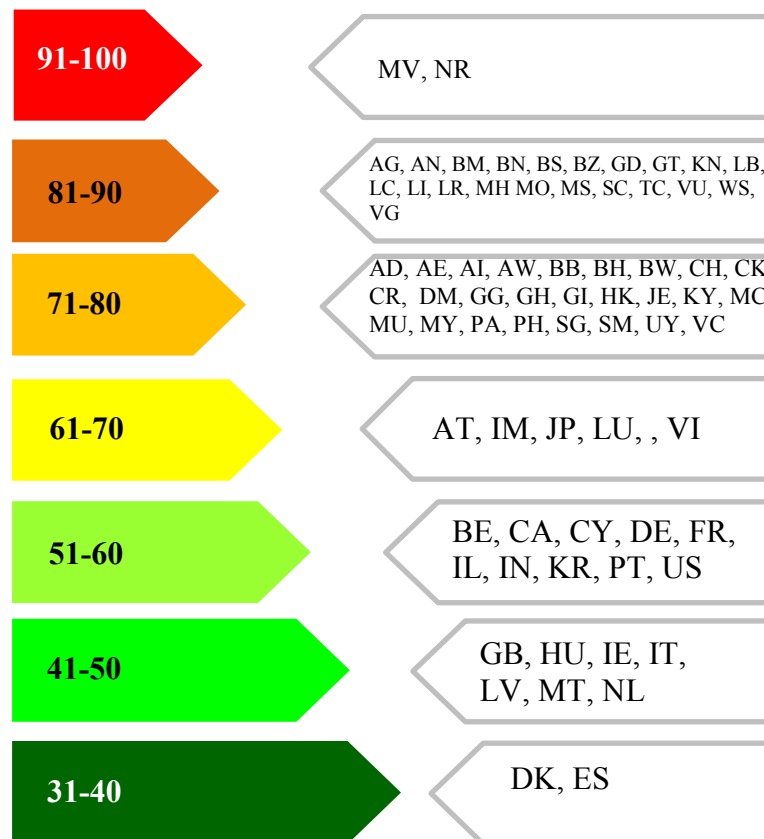 91-100
MV, NR
81-90
AG, AN, BM, BN, BS, BZ, GD, GT, KN, LB,
LC, LI, LR, MH MO, MS, SC, TC, VU, WS,
VG
71-80
AD, AE, AI, AW, BB, BH, BW, CH, CK
CR, DM, GG, GH, GI, HK, JE, KY, MC
MU, MY, PA, PH, SG, SM, UY, VC
61-70
AT, IM, JP, LU, , VI
51-60
BE, CA, CY, DE, FR,
IL, IN, KR, PT, US
41-50
GB, HU, IE, IT,
LV, MT, NL
31-40
DK, ES